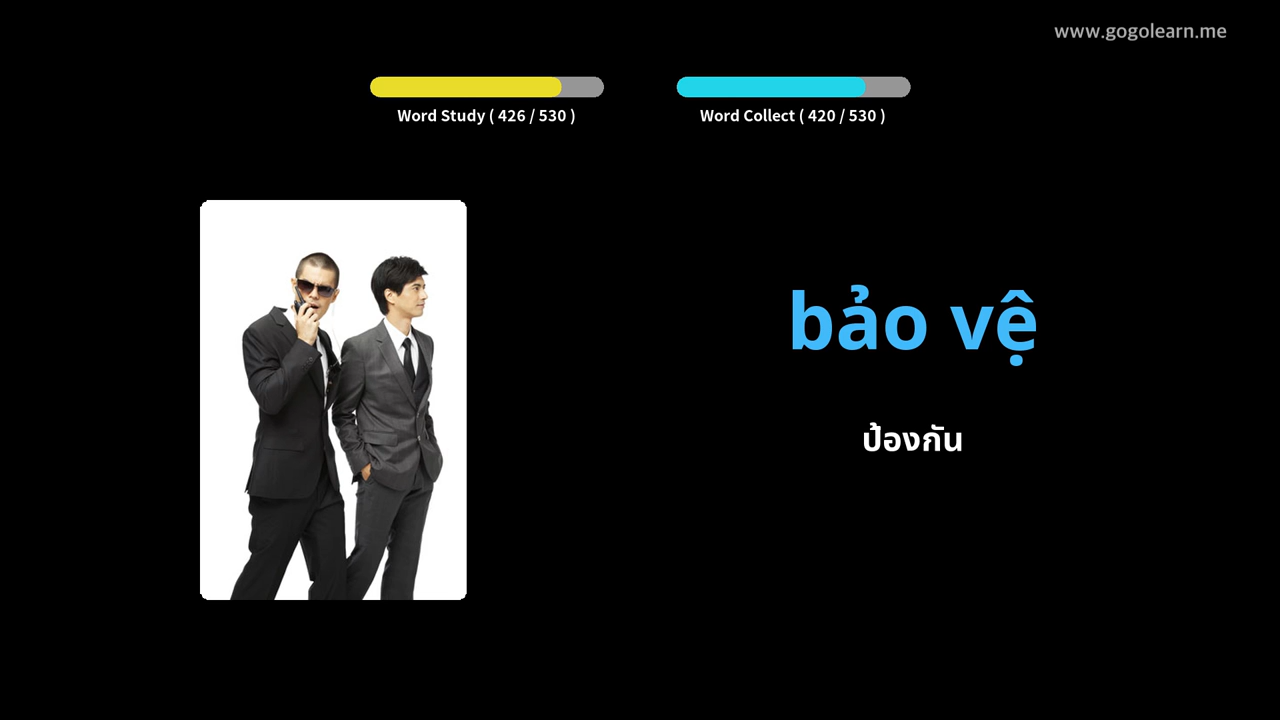 www.gogolearn.me
Word Study ( 426 / 530 )
Word Collect ( 420 / 530 )
bảo vệ
ป้องกัน